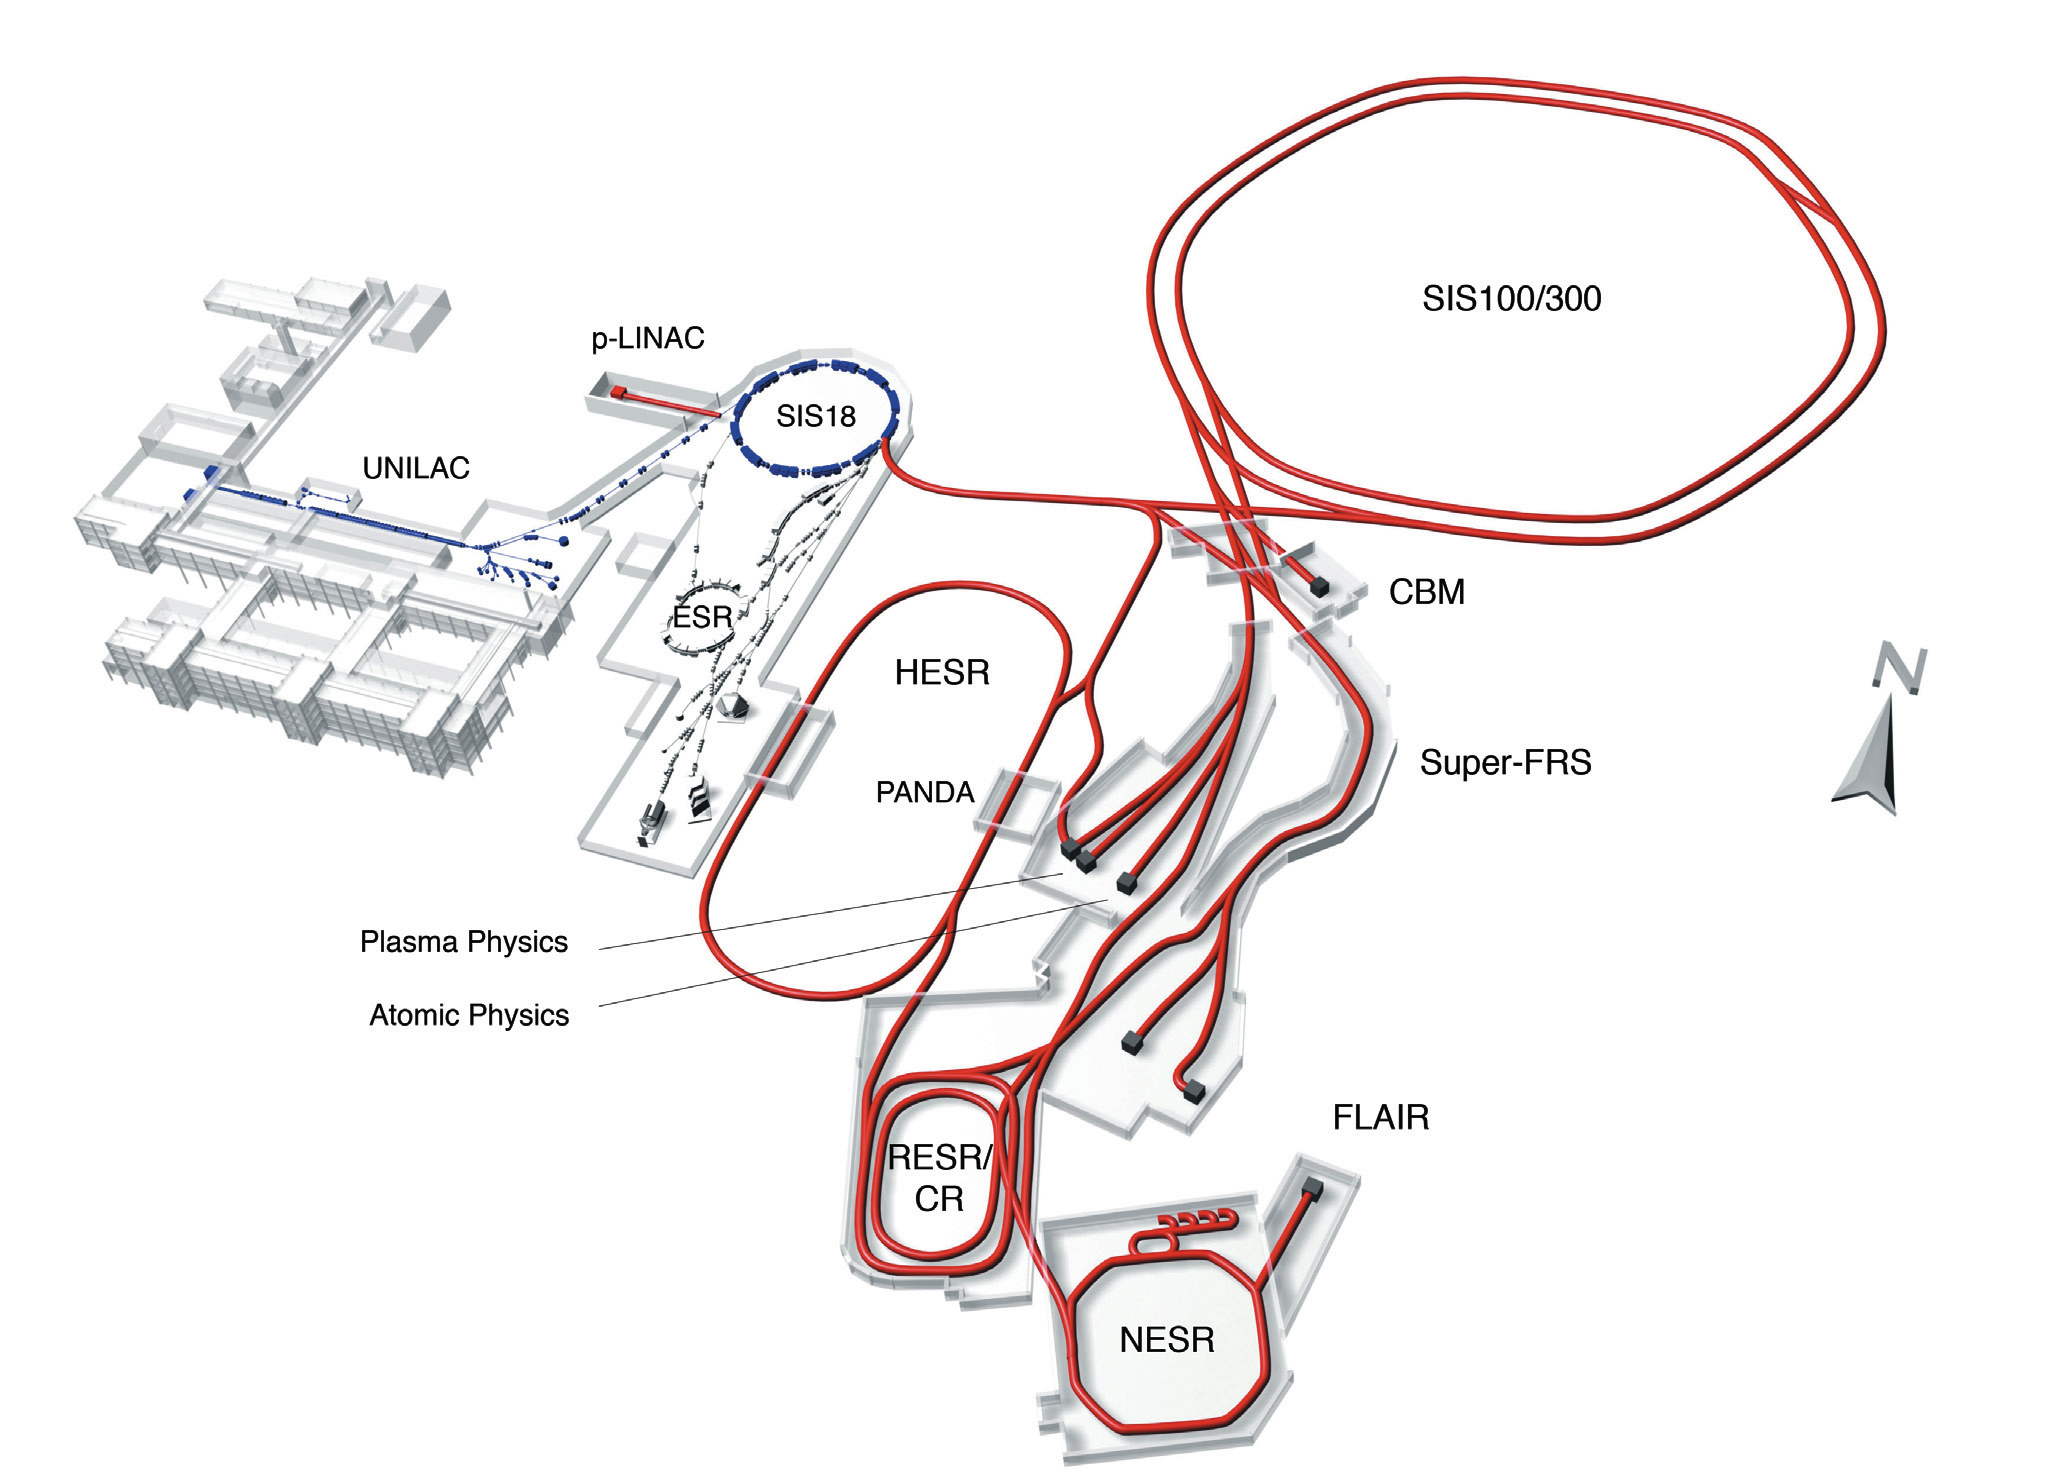 SIS100/300
p-LINAC
SIS18
UNILAC
CBM
ESR
HESR
N
Super-FRS
PANDA
Plasma Physics
Atomic Physics
FLAIR
RESR/
CR
NESR